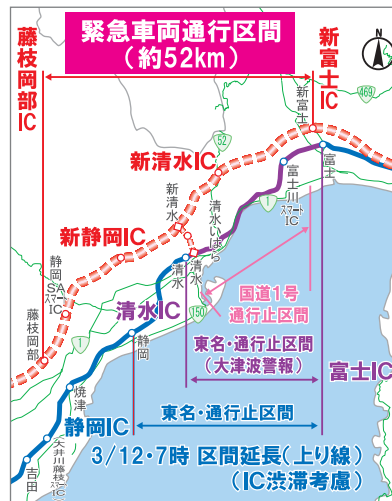 緊急車両通行区間
（約52km）
藤枝岡部IC
新富士IC
N
469
新富士
52
新清水IC
富士
富士川スマートIC
1
新清水
清水いはら
新静岡IC
静岡SAスマートIC
清水
清水
国道1号
通行止区間
150
清水IC
藤枝岡部
1
静岡
東名・通行止区間
（大津波警報）
富士IC
焼津
静岡IC
東名・通行止区間
大井川藤枝スマートIC
吉田
3/12・7時 区間延長（上り線）
（IC渋滞考慮）